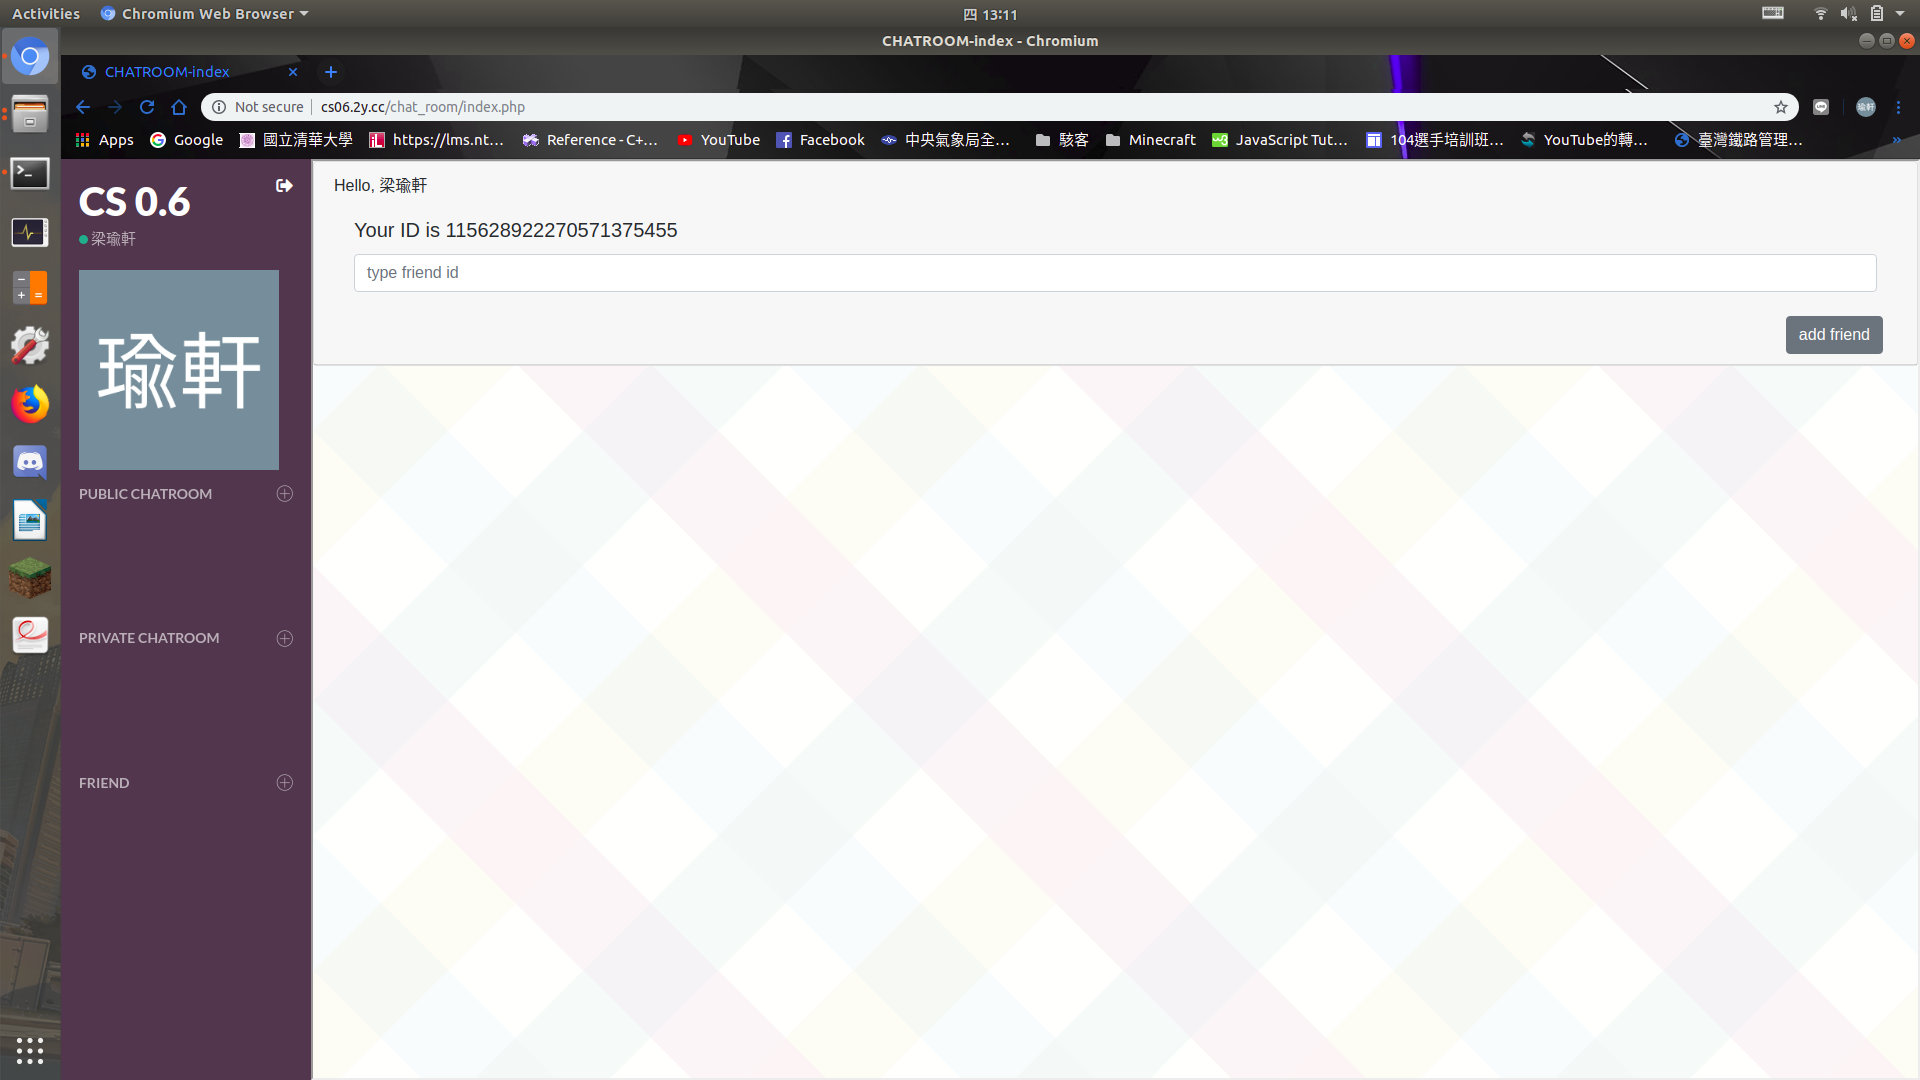 Activities
Chromium Web Browser
四 13:11
CHATROOM-index - Chromium
CHATROOM-index
Not secure
cs06.2y.cc/chat_room/index.php
瑜軒
Apps
Google
國立清華大學
https://lms.nt...
Reference - C+...
YouTube
Facebook
中央氣象局全...
駭客
Minecraft
JavaScript Tut...
104選手培訓班...
YouTube的轉...
臺灣鐵路管理...
»
CS 0.6
梁瑜軒
瑜軒
PUBLIC CHATROOM
PRIVATE CHATROOM
FRIEND
Hello, 梁瑜軒
Your ID is 115628922270571375455
type friend id
add friend